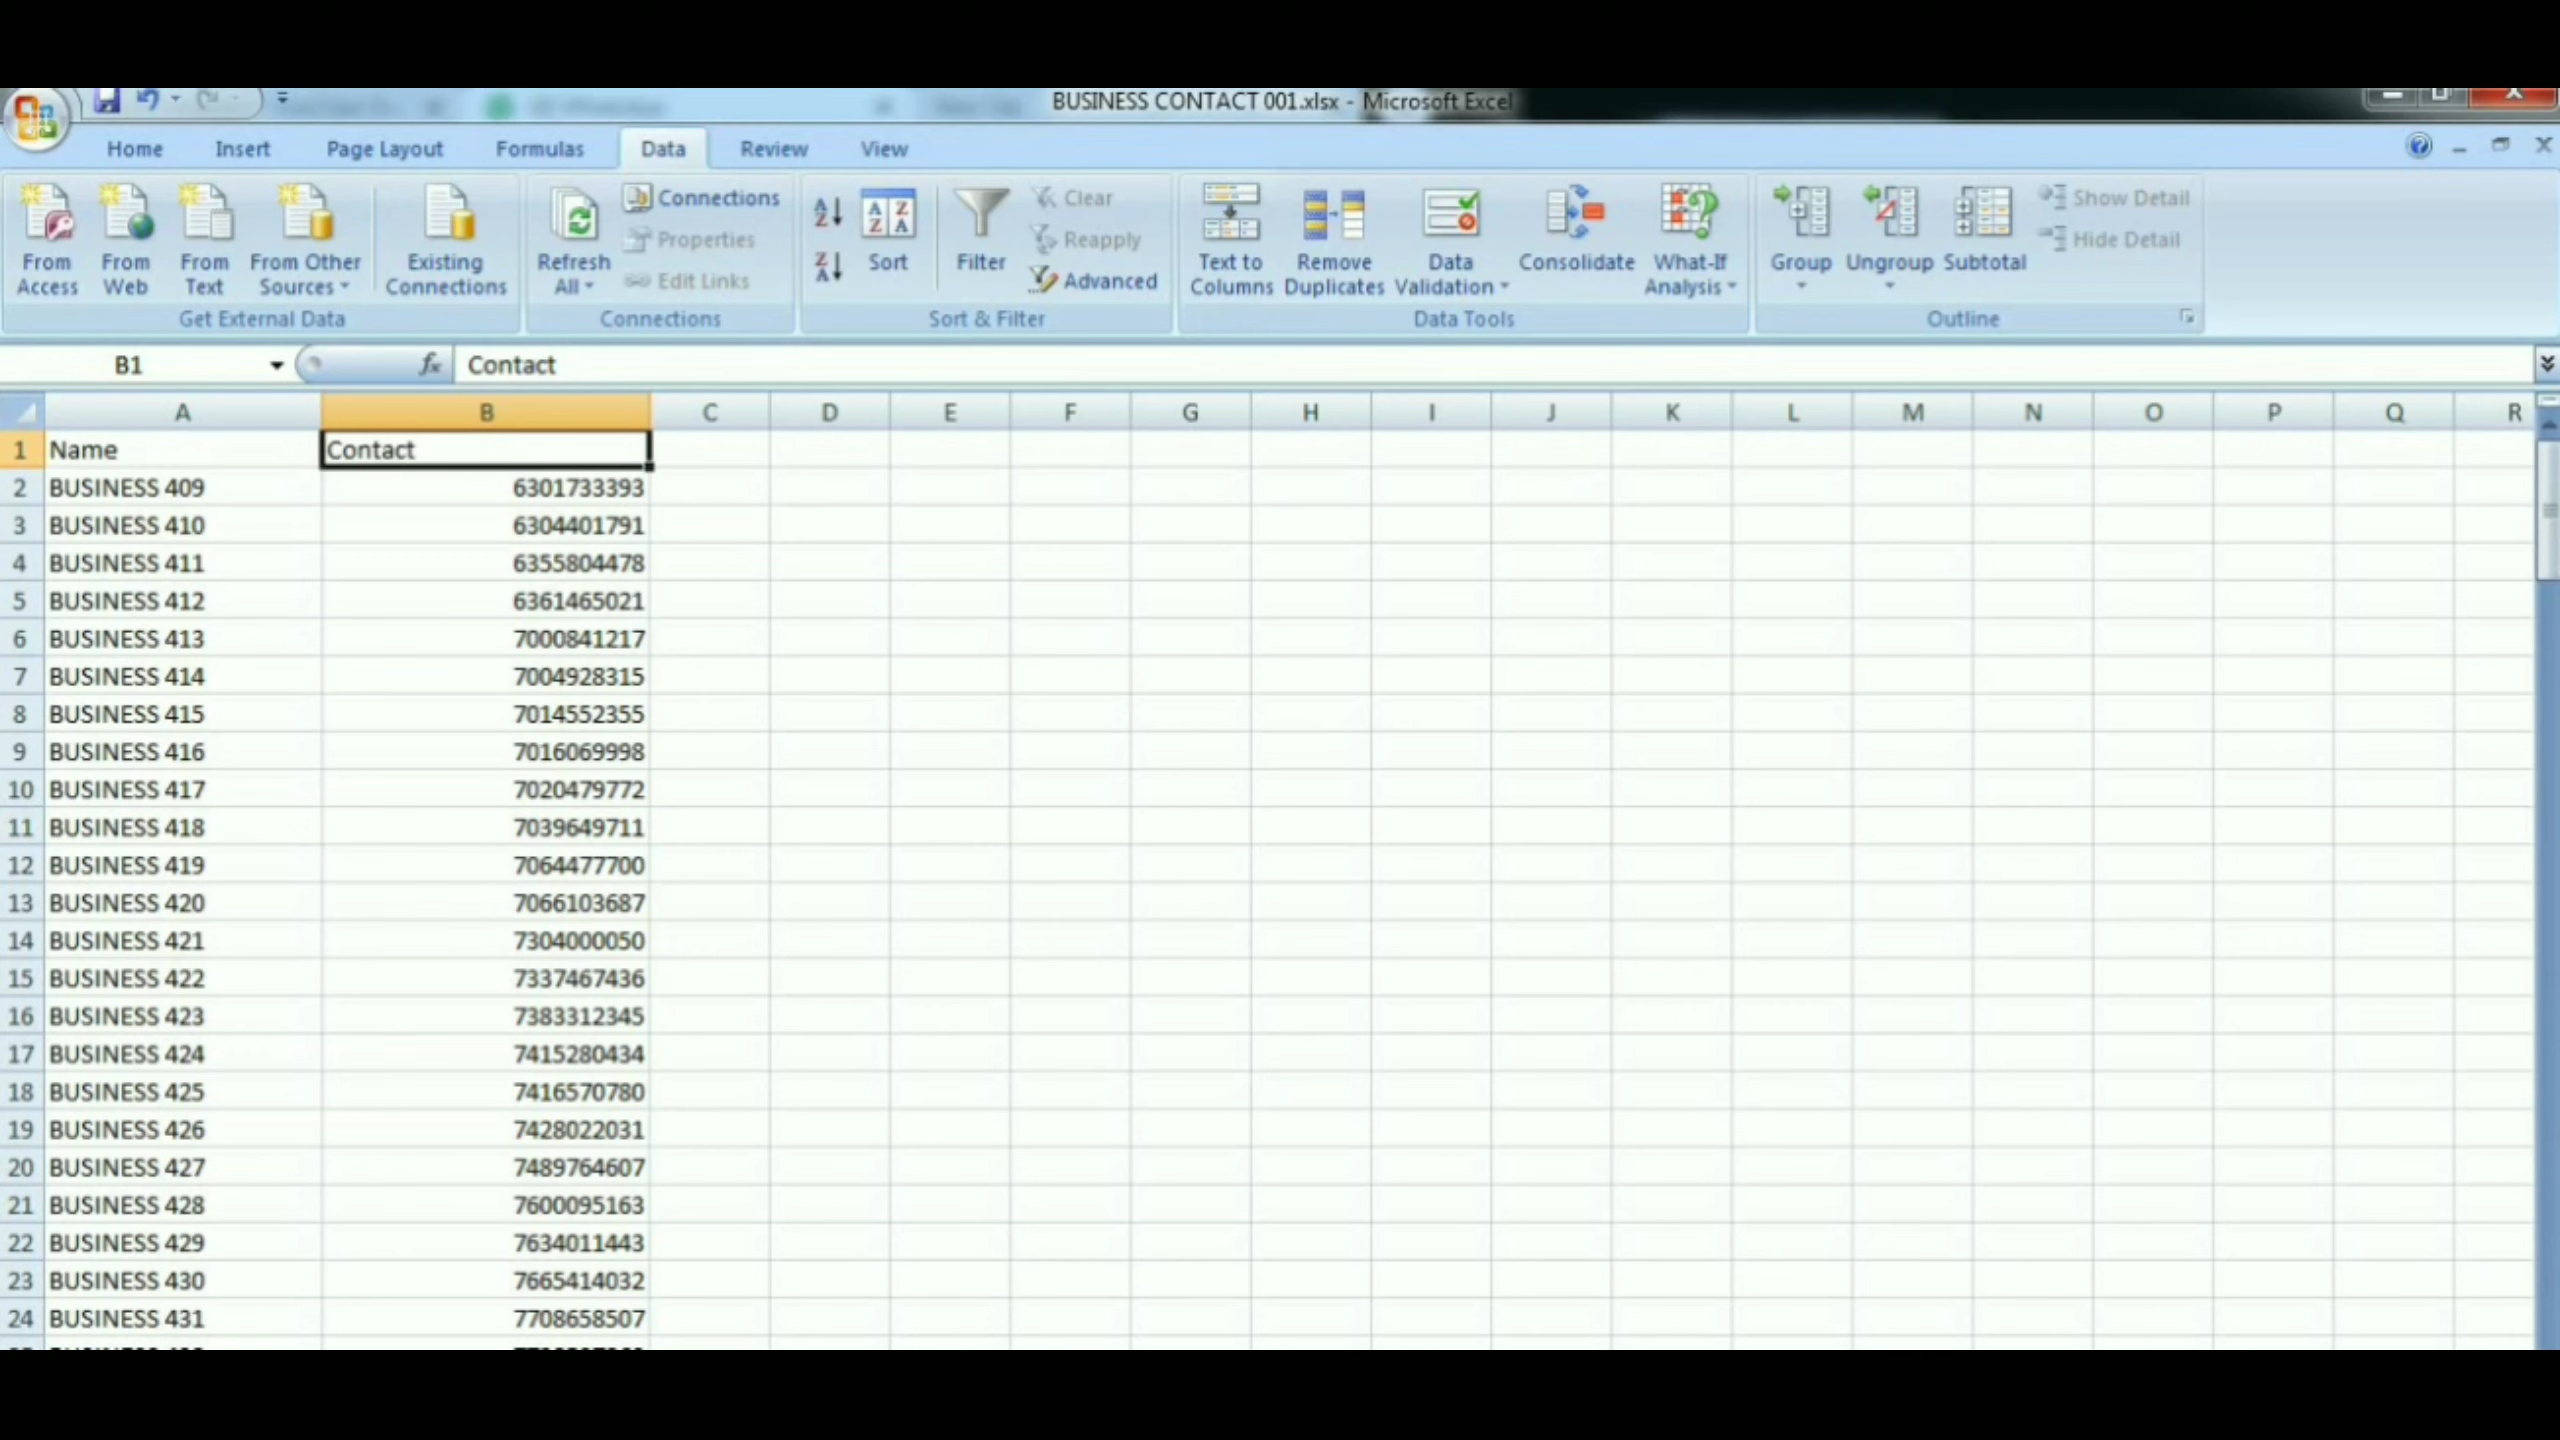 BUSINESS CONTACT 001.xlsx - Microsoft Excel
Home Insert Page Layout Formulas Data Review View
From Access From Web From Text From Other Sources Existing Connections Refresh All Connections Properties Edit Links Sort Filter Clear Reapply Advanced Text to Columns Remove Duplicates Data Validation Consolidate What-If Analysis Group Ungroup Subtotal Show Detail Hide Detail
Get External Data Connections Sort & Filter Data Tools Outline
B1 fx Contact
A B C D E F G H I J K L M N O P Q R
1 Name Contact
2 BUSINESS 409 6301733393
3 BUSINESS 410 6304401791
4 BUSINESS 411 6355804478
5 BUSINESS 412 6361465021
6 BUSINESS 413 7000841217
7 BUSINESS 414 7004928315
8 BUSINESS 415 7014552355
9 BUSINESS 416 7016069998
10 BUSINESS 417 7020479772
11 BUSINESS 418 7039649711
12 BUSINESS 419 7064477700
13 BUSINESS 420 7066103687
14 BUSINESS 421 7304000050
15 BUSINESS 422 7337467436
16 BUSINESS 423 7383312345
17 BUSINESS 424 7415280434
18 BUSINESS 425 7416570780
19 BUSINESS 426 7428022031
20 BUSINESS 427 7489764607
21 BUSINESS 428 7600095163
22 BUSINESS 429 7634011443
23 BUSINESS 430 7665414032
24 BUSINESS 431 7708658507